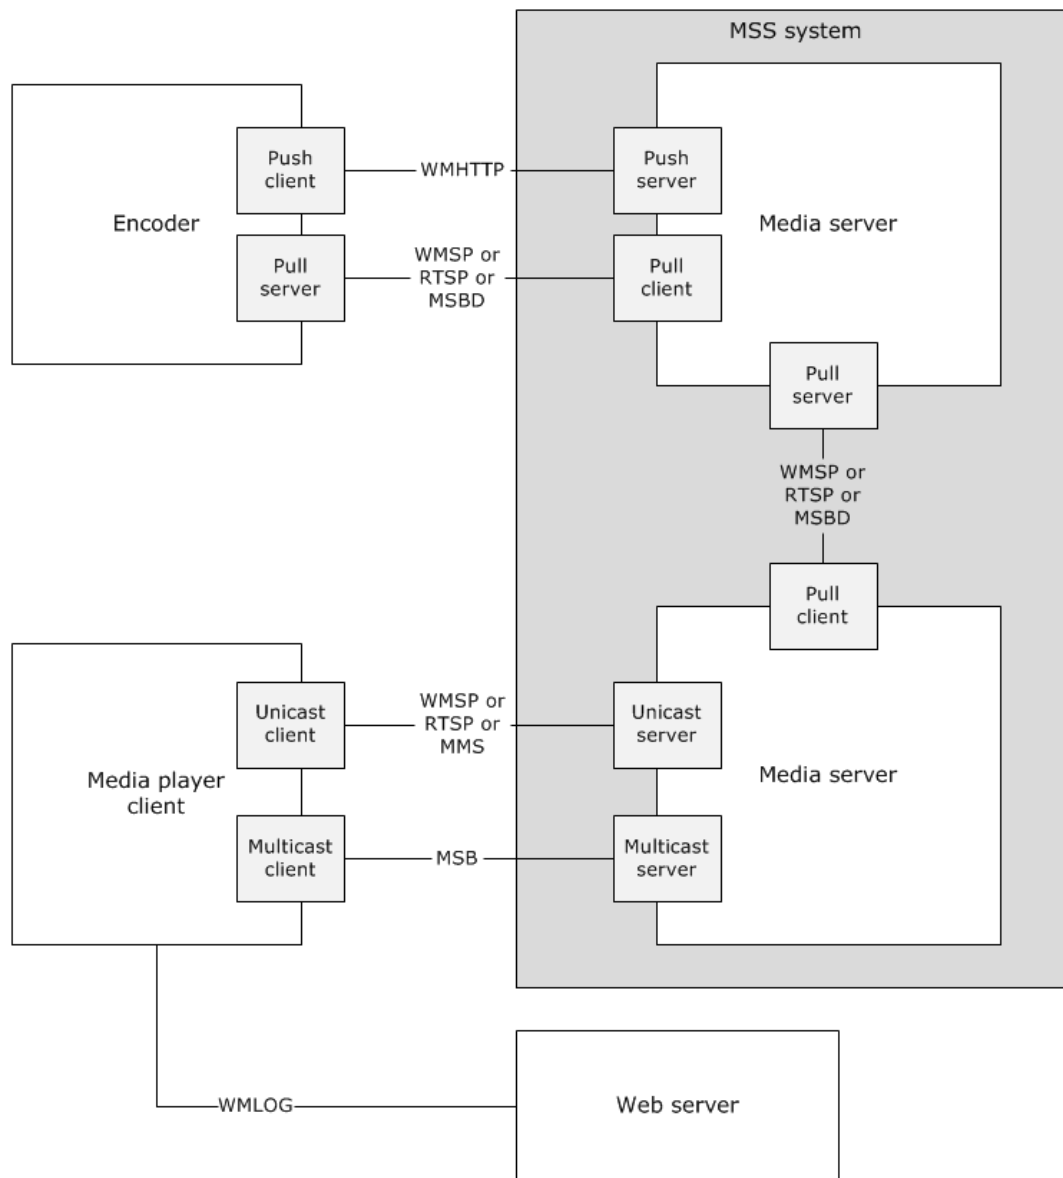 MSS system
Push
client
WMHTTP
Push
server
Encoder
Media server
Pull
server
WMSP or
RTSP or
MSBD
Pull
client
Pull
server
WMSP or
RTSP or
MSBD
Pull
client
Unicast
client
WMSP or
RTSP or
MMS
Unicast
server
Media player
client
Media server
Multicast
client
MSB
Multicast
server
WMLOG
Web server